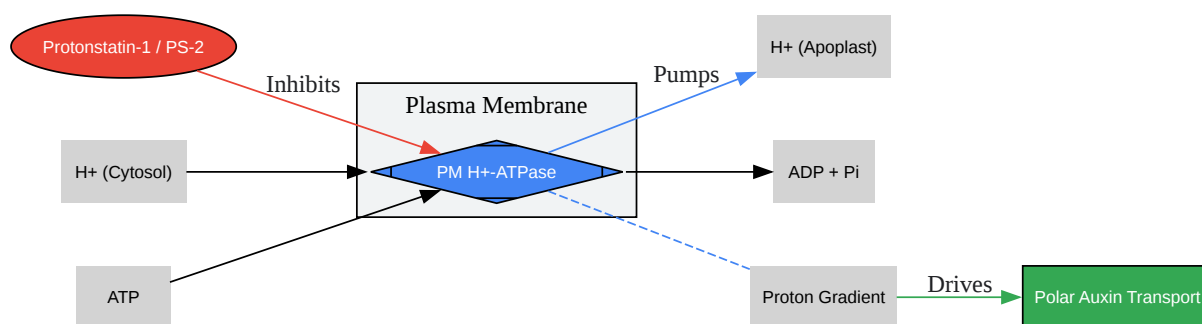 Protonstatin-1 / PS-2
H+ (Apoplast)
Inhibits
Pumps
Plasma Membrane
H+ (Cytosol)
PM H+-ATPase
ADP + Pi
ATP
Proton Gradient
Drives
Polar Auxin Transport